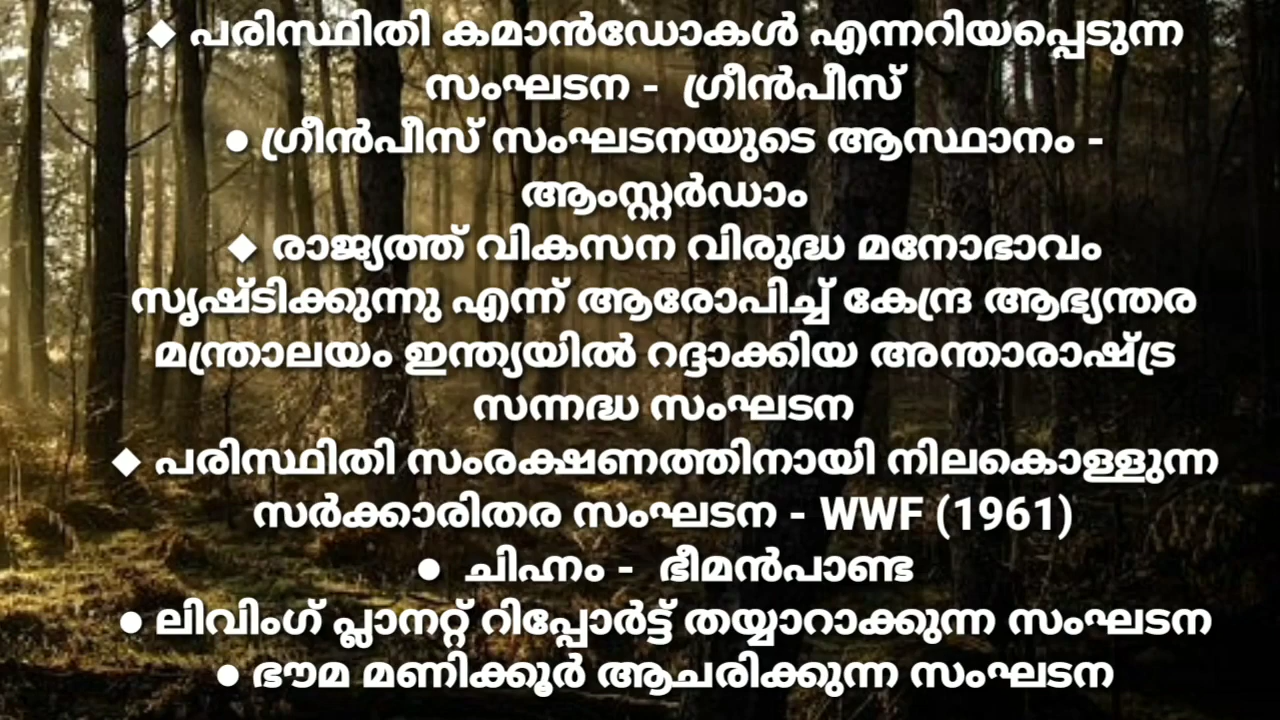 ◆ പരിസ്ഥിതി കമാൻഡോകൾ എന്നറിയപ്പെടുന്ന
സംഘടന - ഗ്രീൻപീസ്
● ഗ്രീൻപീസ് സംഘടനയുടെ ആസ്ഥാനം -
ആംസ്റ്റർഡാം
◆ രാജ്യത്ത് വികസന വിരുദ്ധ മനോഭാവം
സൃഷ്ടിക്കുന്നു എന്ന് ആരോപിച്ച് കേന്ദ്ര ആഭ്യന്തര
മന്ത്രാലയം ഇന്ത്യയിൽ റദ്ദാക്കിയ അന്താരാഷ്ട്ര
സന്നദ്ധ സംഘടന
◆ പരിസ്ഥിതി സംരക്ഷണത്തിനായി നിലകൊള്ളുന്ന
സർക്കാരിതര സംഘടന - WWF (1961)
● ചിഹ്നം - ഭീമൻപാണ്ട
● ലിവിംഗ് പ്ലാനറ്റ് റിപ്പോർട്ട് തയ്യാറാക്കുന്ന സംഘടന
● ഭൗമ മണിക്കൂർ ആചരിക്കുന്ന സംഘടന